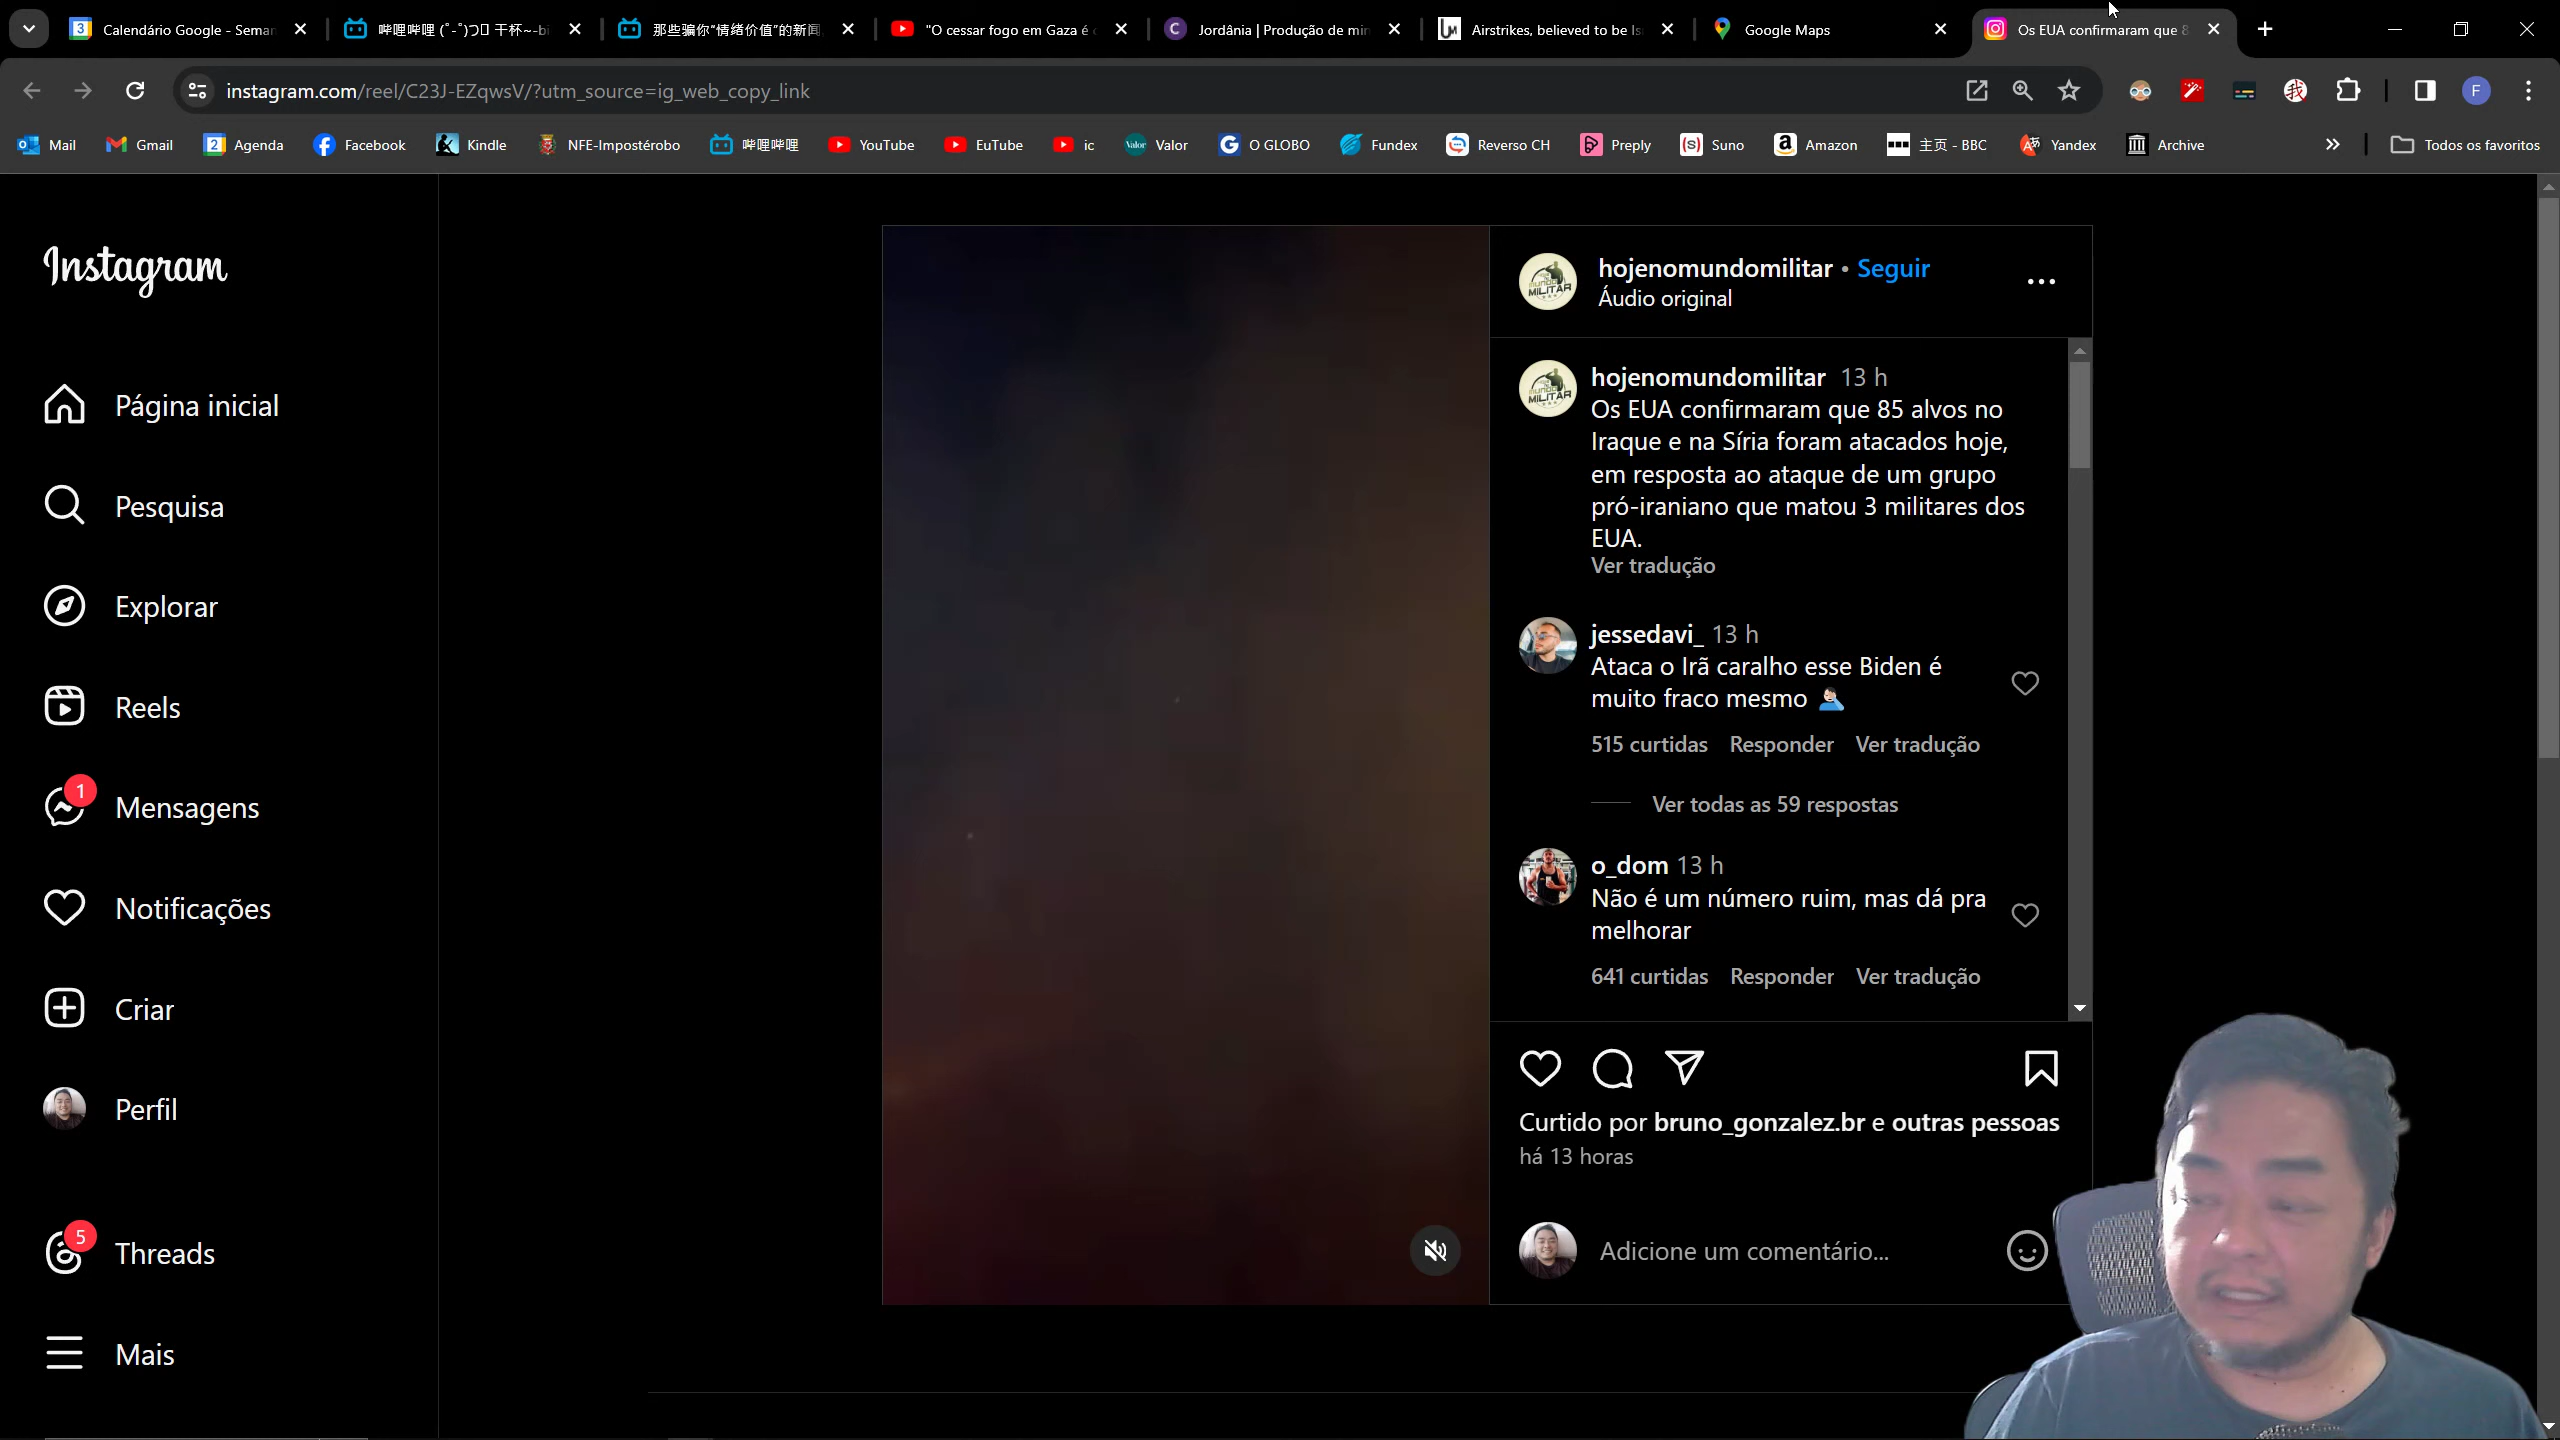 Calendário Google - Seman
哔哩哔哩 (゜-゜)つロ 干杯~-bi
那些骗你“情绪价值”的新闻
"O cessar fogo em Gaza é
Jordânia | Produção de min
Airstrikes, believed to be Is
Google Maps
Os EUA confirmaram que 8
instagram.com/reel/C23J-EZqwsV/?utm_source=ig_web_copy_link
F
Mail
Gmail
Agenda
Facebook
Kindle
NFE-Impostérobo
哔哩哔哩
YouTube
EuTube
ic
Valor
O GLOBO
Fundex
Reverso CH
Preply
Suno
Amazon
主页 - BBC
Yandex
Archive
Todos os favoritos
Instagram
Página inicial
Pesquisa
Explorar
Reels
1
Mensagens
Notificações
Criar
Perfil
5
Threads
Mais
hojenomundomilitar • Seguir
Áudio original
hojenomundomilitar 13 h
Os EUA confirmaram que 85 alvos no
Iraque e na Síria foram atacados hoje,
em resposta ao ataque de um grupo
pró-iraniano que matou 3 militares dos
EUA.
Ver tradução
jessedavi_ 13 h
Ataca o Irã caralho esse Biden é
muito fraco mesmo 🤦🏻‍♂️
515 curtidas Responder Ver tradução
Ver todas as 59 respostas
o_dom 13 h
Não é um número ruim, mas dá pra
melhorar
641 curtidas Responder Ver tradução
Curtido por bruno_gonzalez.br e outras pessoas
há 13 horas
Adicione um comentário...